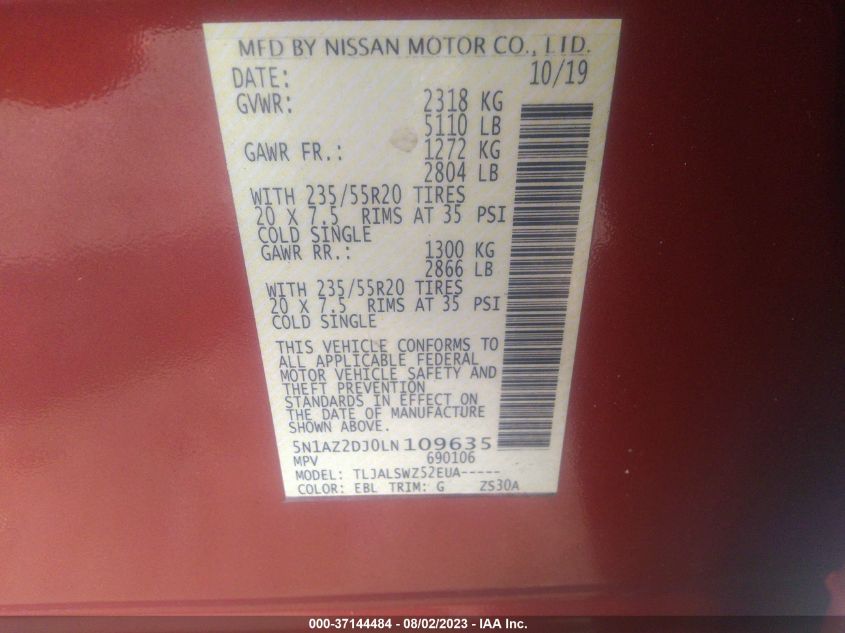 MFD BY NISSAN MOTOR CO., LTD.
DATE: 10/19
GVWR: 2318 KG
5110 LB
GAWR FR.: 1272 KG
2804 LB
WITH 235/55R20 TIRES
20 X 7.5 RIMS AT 35 PSI
COLD SINGLE
GAWR RR.: 1300 KG
2866 LB
WITH 235/55R20 TIRES
20 X 7.5 RIMS AT 35 PSI
COLD SINGLE
THIS VEHICLE CONFORMS TO
ALL APPLICABLE FEDERAL
MOTOR VEHICLE SAFETY AND
THEFT PREVENTION
STANDARDS IN EFFECT ON
THE DATE OF MANUFACTURE
SHOWN ABOVE.
5N1AZ2DJ0LN109635
MPV 690106
MODEL: TLJALSWZ52EUA-----
COLOR: EBL TRIM: G ZS30A
000-37144484 - 08/02/2023 - IAA Inc.